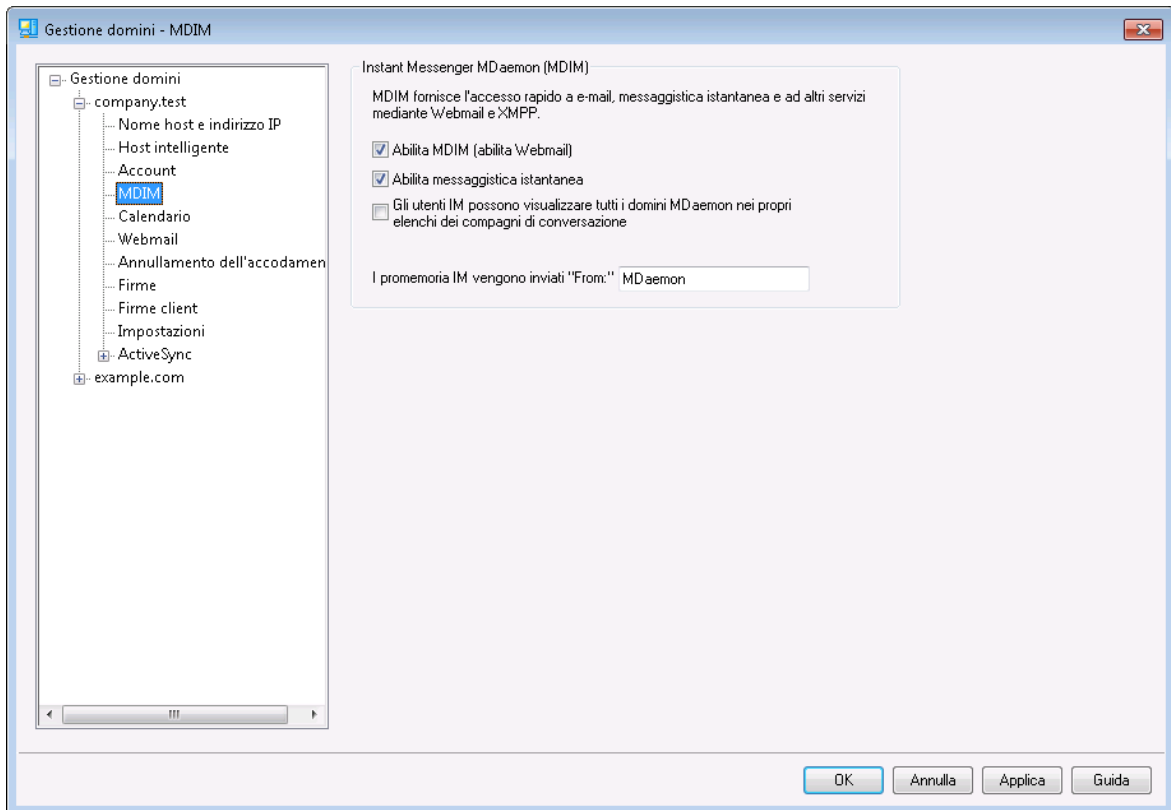 Gestione domini - MDIM
Gestione domini
company.test
Nome host e indirizzo IP
Host intelligente
Account
MDIM
Calendario
Webmail
Annullamento dell'accodamen
Firme
Firme client
Impostazioni
ActiveSync
example.com
Instant Messenger MDaemon (MDIM)
MDIM fornisce l'accesso rapido a e-mail, messaggistica istantanea e ad altri servizi
mediante Webmail e XMPP.
Abilita MDIM (abilita Webmail)
Abilita messaggistica istantanea
Gli utenti IM possono visualizzare tutti i domini MDaemon nei propri
elenchi dei compagni di conversazione
I promemoria IM vengono inviati "From:" MDaemon
OK Annulla Applica Guida